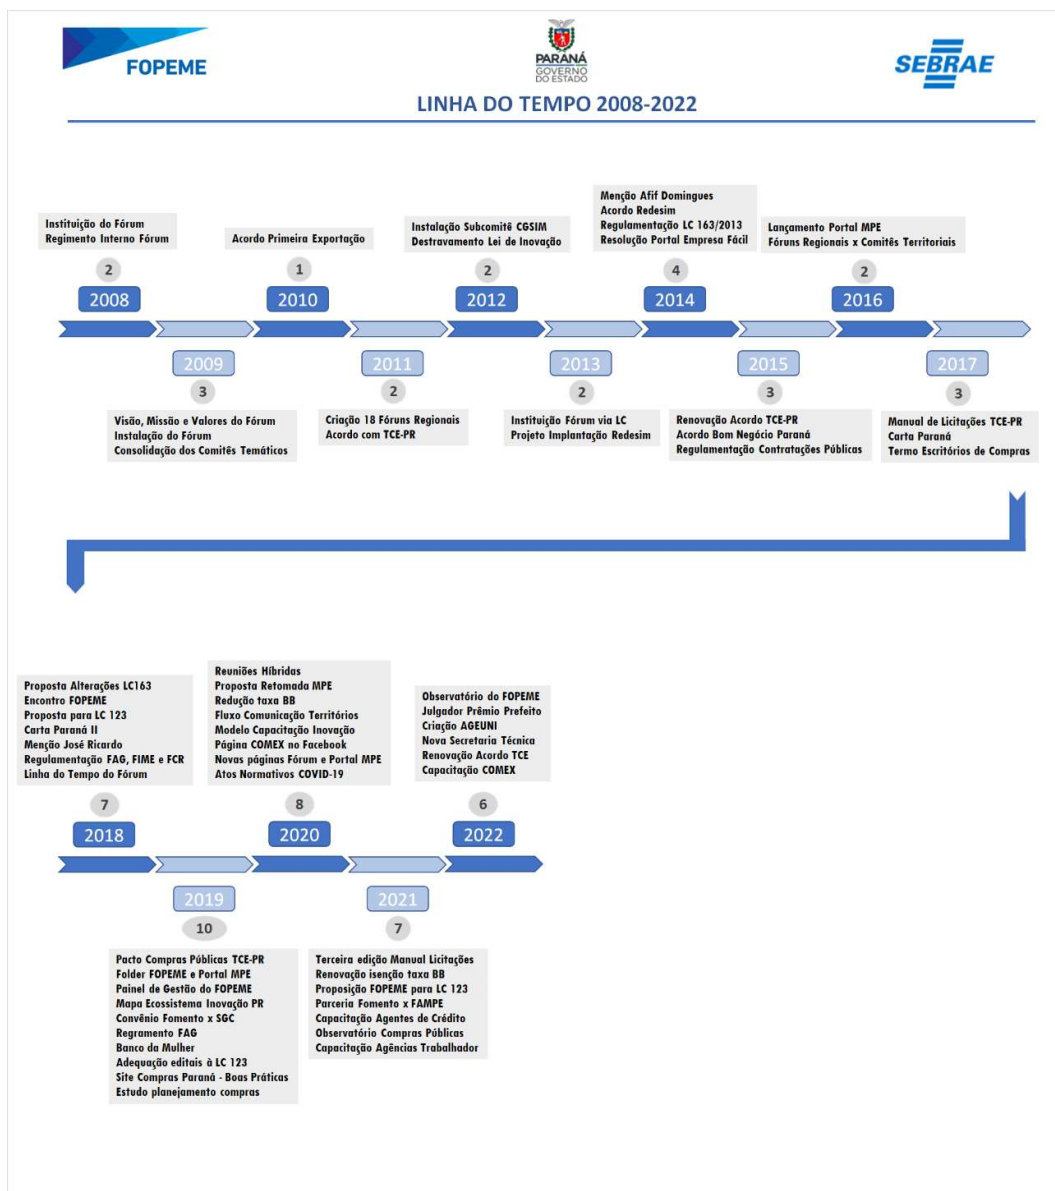 FOPEME
PARANÁ
GOVERNO
DO ESTADO
SEBRAE
LINHA DO TEMPO 2008-2022
Instituição do Fórum
Regimento Interno Fórum
2
2008
Visão, Missão e Valores do Fórum
Instalação do Fórum
Consolidação dos Comitês Temáticos
3
2009
Acordo Primeira Exportação
1
2010
2011
2
Criação 18 Fóruns Regionais
Acordo com TCE-PR
Instalação Subcomitê CGSIM
Destravamento Lei de Inovação
2
2012
2013
2
Instituição Fórum via LC
Projeto Implantação Redesim
Menção Afif Domingues
Acordo Redesim
Regulamentação LC 163/2013
Resolução Portal Empresa Fácil
4
2014
2015
3
Renovação Acordo TCE-PR
Acordo Bom Negócio Paraná
Regulamentação Contratações Públicas
Lançamento Portal MPE
Fóruns Regionais x Comitês Territoriais
2
2016
2017
3
Manual de Licitações TCE-PR
Carta Paraná
Termo Escritórios de Compras
Proposta Alterações LC163
Encontro FOPEME
Proposta para LC 123
Carta Paraná II
Menção José Ricardo
Regulamentação FAG, FIME e FCR
Linha do Tempo do Fórum
7
2018
2019
10
Pacto Compras Públicas TCE-PR
Folder FOPEME e Portal MPE
Painel de Gestão do FOPEME
Mapa Ecossistema Inovação PR
Convênio Fomento x SGC
Regramento FAG
Banco da Mulher
Adequação editais à LC 123
Site Compras Paraná - Boas Práticas
Estudo planejamento compras
Reuniões Híbridas
Proposta Retomada MPE
Redução taxa BB
Fluxo Comunicação Territórios
Modelo Capacitação Inovação
Página COMEX no Facebook
Novas páginas Fórum e Portal MPE
Atos Normativos COVID-19
8
2020
2021
7
Terceira edição Manual Licitações
Renovação isenção taxa BB
Proposição FOPEME para LC 123
Parceria Fomento x FAMPE
Capacitação Agentes de Crédito
Observatório Compras Públicas
Capacitação Agências Trabalhador
Observatório do FOPEME
Julgador Prêmio Prefeito
Criação AGEUNI
Nova Secretaria Técnica
Renovação Acordo TCE
Capacitação COMEX
6
2022